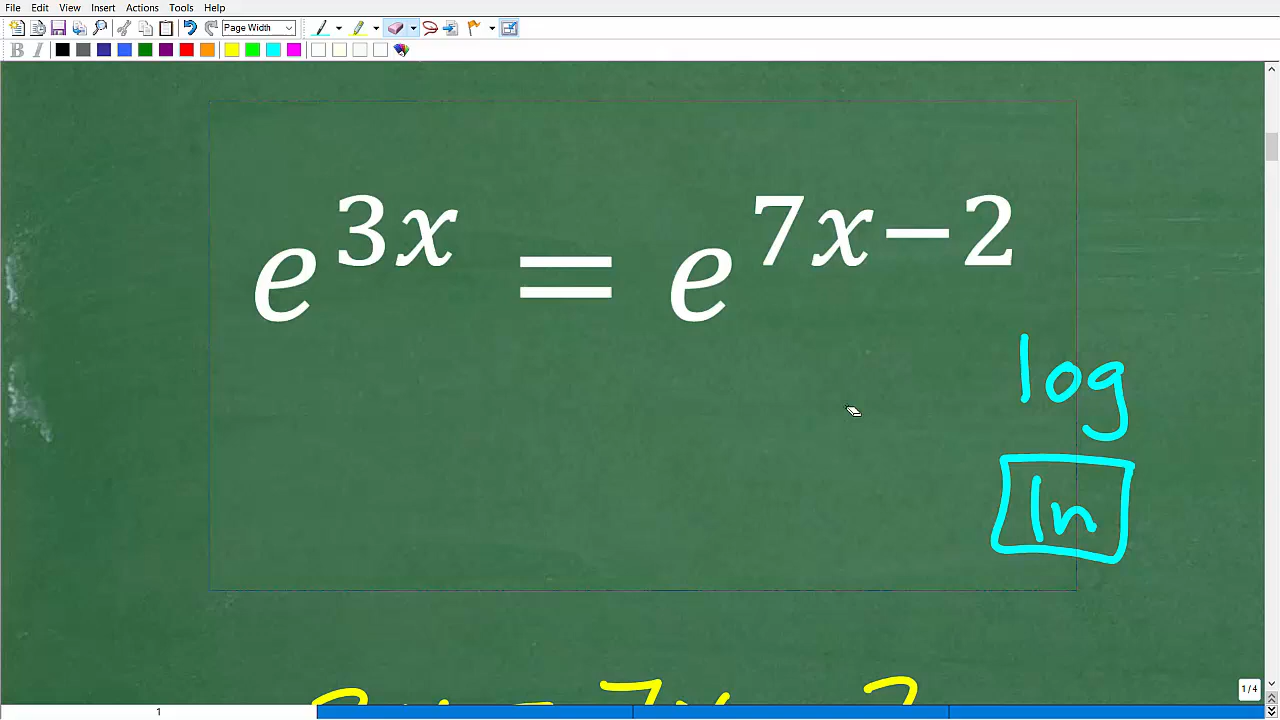 File Edit View Insert Actions Tools Help
Page Width
B I
e^{3x} = e^{7x-2}
log
ln
1/4
1